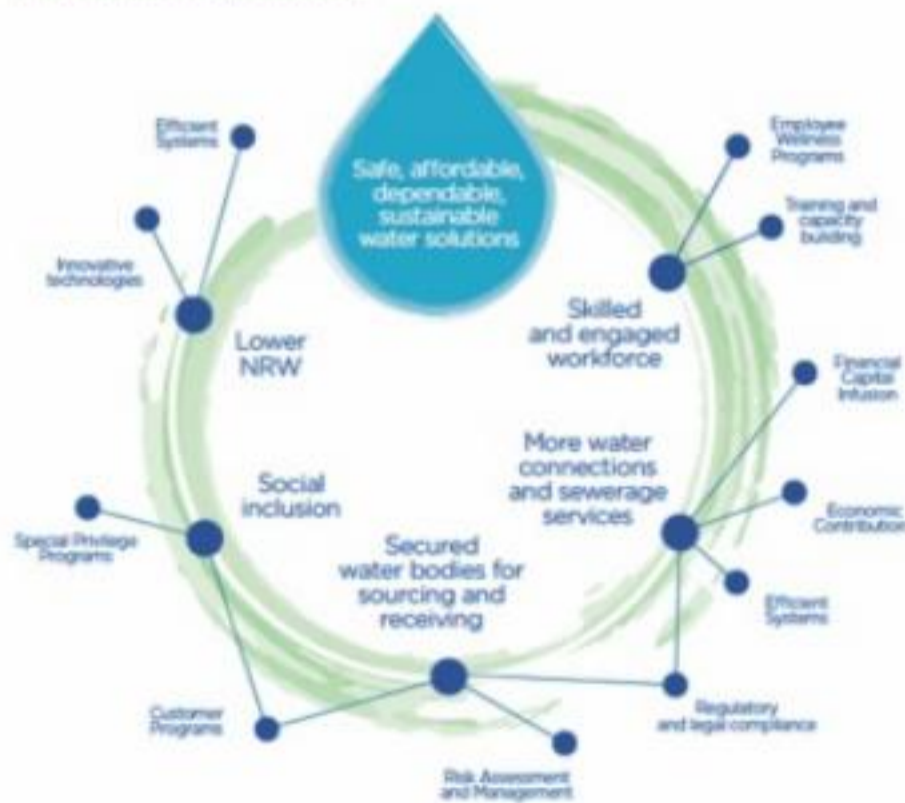 Safe, affordable,
dependable,
sustainable
water solutions
Efficient
Systems
Innovative
technologies
Lower
NRW
Employee
Wellness
Programs
Training and
capacity
building
Skilled
and engaged
workforce
Financial
Capital
Infusion
More water
connections
and sewerage
services
Economic
Contribution
Efficient
Systems
Social
inclusion
Special Privilege
Programs
Secured
water bodies for
sourcing and
receiving
Customer
Programs
Regulatory
and legal compliance
Risk Assessment
and Management